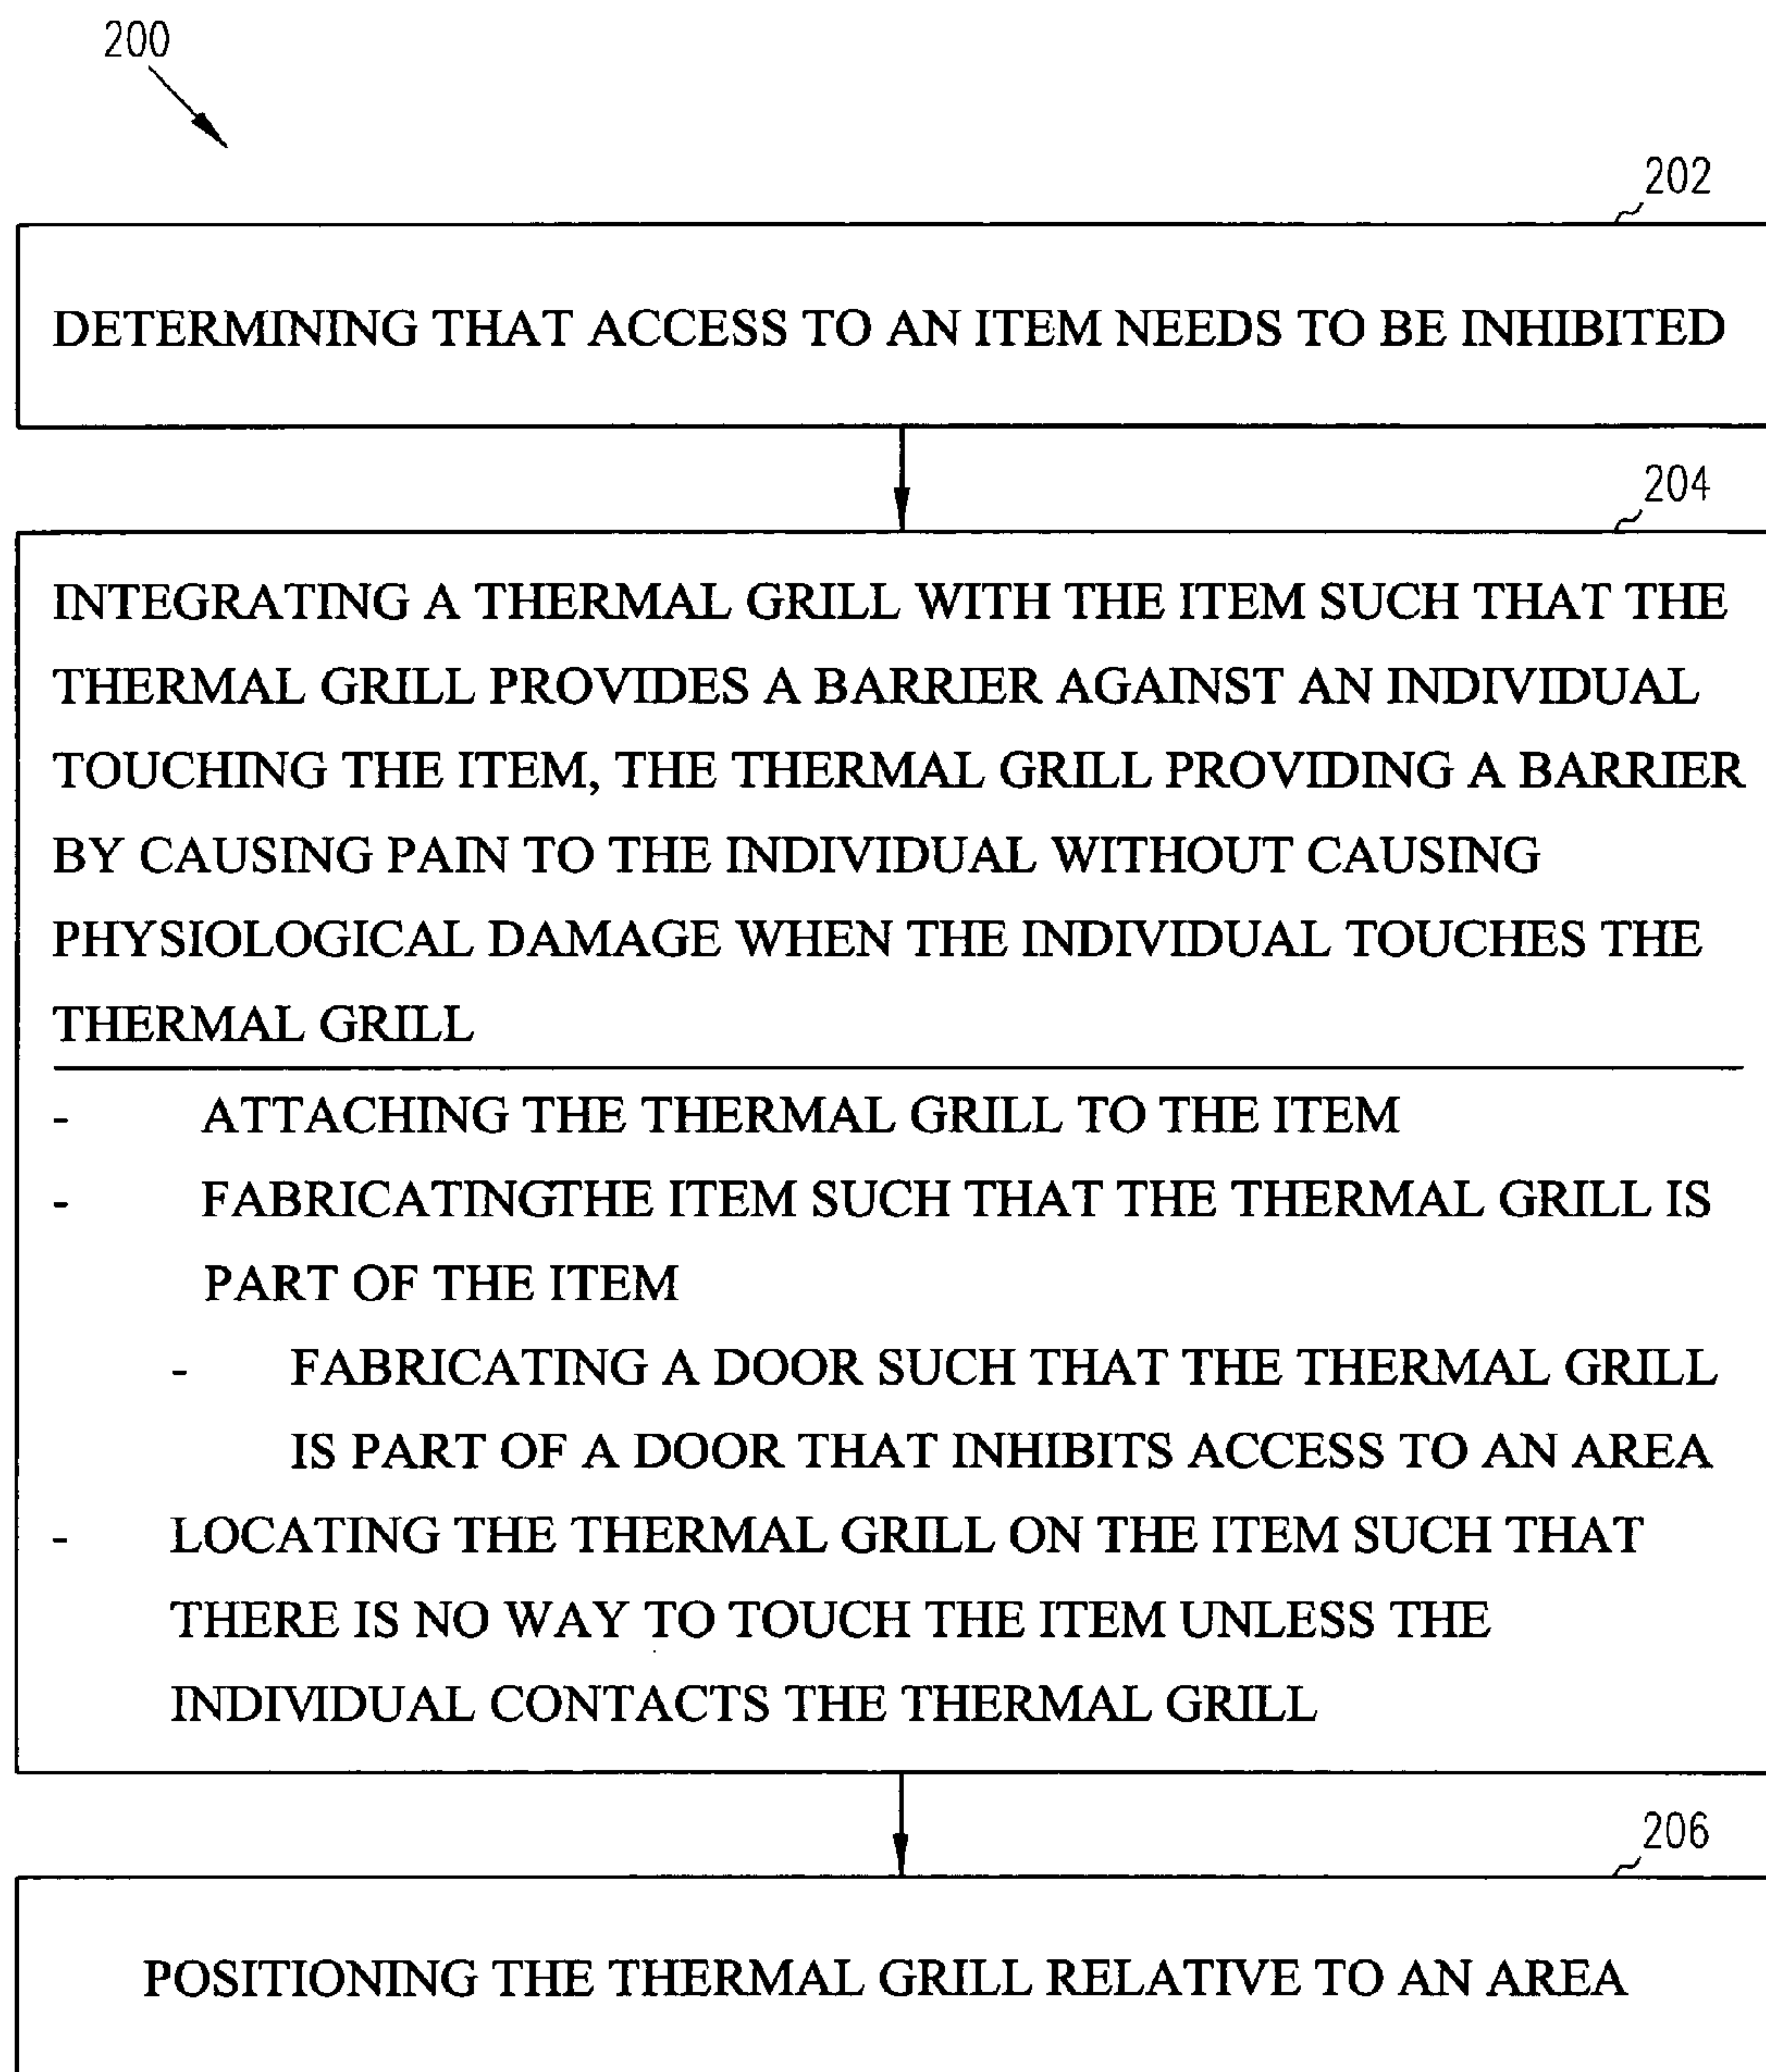 200
202
DETERMINING THAT ACCESS TO AN ITEM NEEDS TO BE INHIBITED
204
INTEGRATING A THERMAL GRILL WITH THE ITEM SUCH THAT THE
THERMAL GRILL PROVIDES A BARRIER AGAINST AN INDIVIDUAL
TOUCHING THE ITEM, THE THERMAL GRILL PROVIDING A BARRIER
BY CAUSING PAIN TO THE INDIVIDUAL WITHOUT CAUSING
PHYSIOLOGICAL DAMAGE WHEN THE INDIVIDUAL TOUCHES THE
THERMAL GRILL
- ATTACHING THE THERMAL GRILL TO THE ITEM
- FABRICATINGTHE ITEM SUCH THAT THE THERMAL GRILL IS
PART OF THE ITEM
- FABRICATING A DOOR SUCH THAT THE THERMAL GRILL
IS PART OF A DOOR THAT INHIBITS ACCESS TO AN AREA
- LOCATING THE THERMAL GRILL ON THE ITEM SUCH THAT
THERE IS NO WAY TO TOUCH THE ITEM UNLESS THE
INDIVIDUAL CONTACTS THE THERMAL GRILL
206
POSITIONING THE THERMAL GRILL RELATIVE TO AN AREA